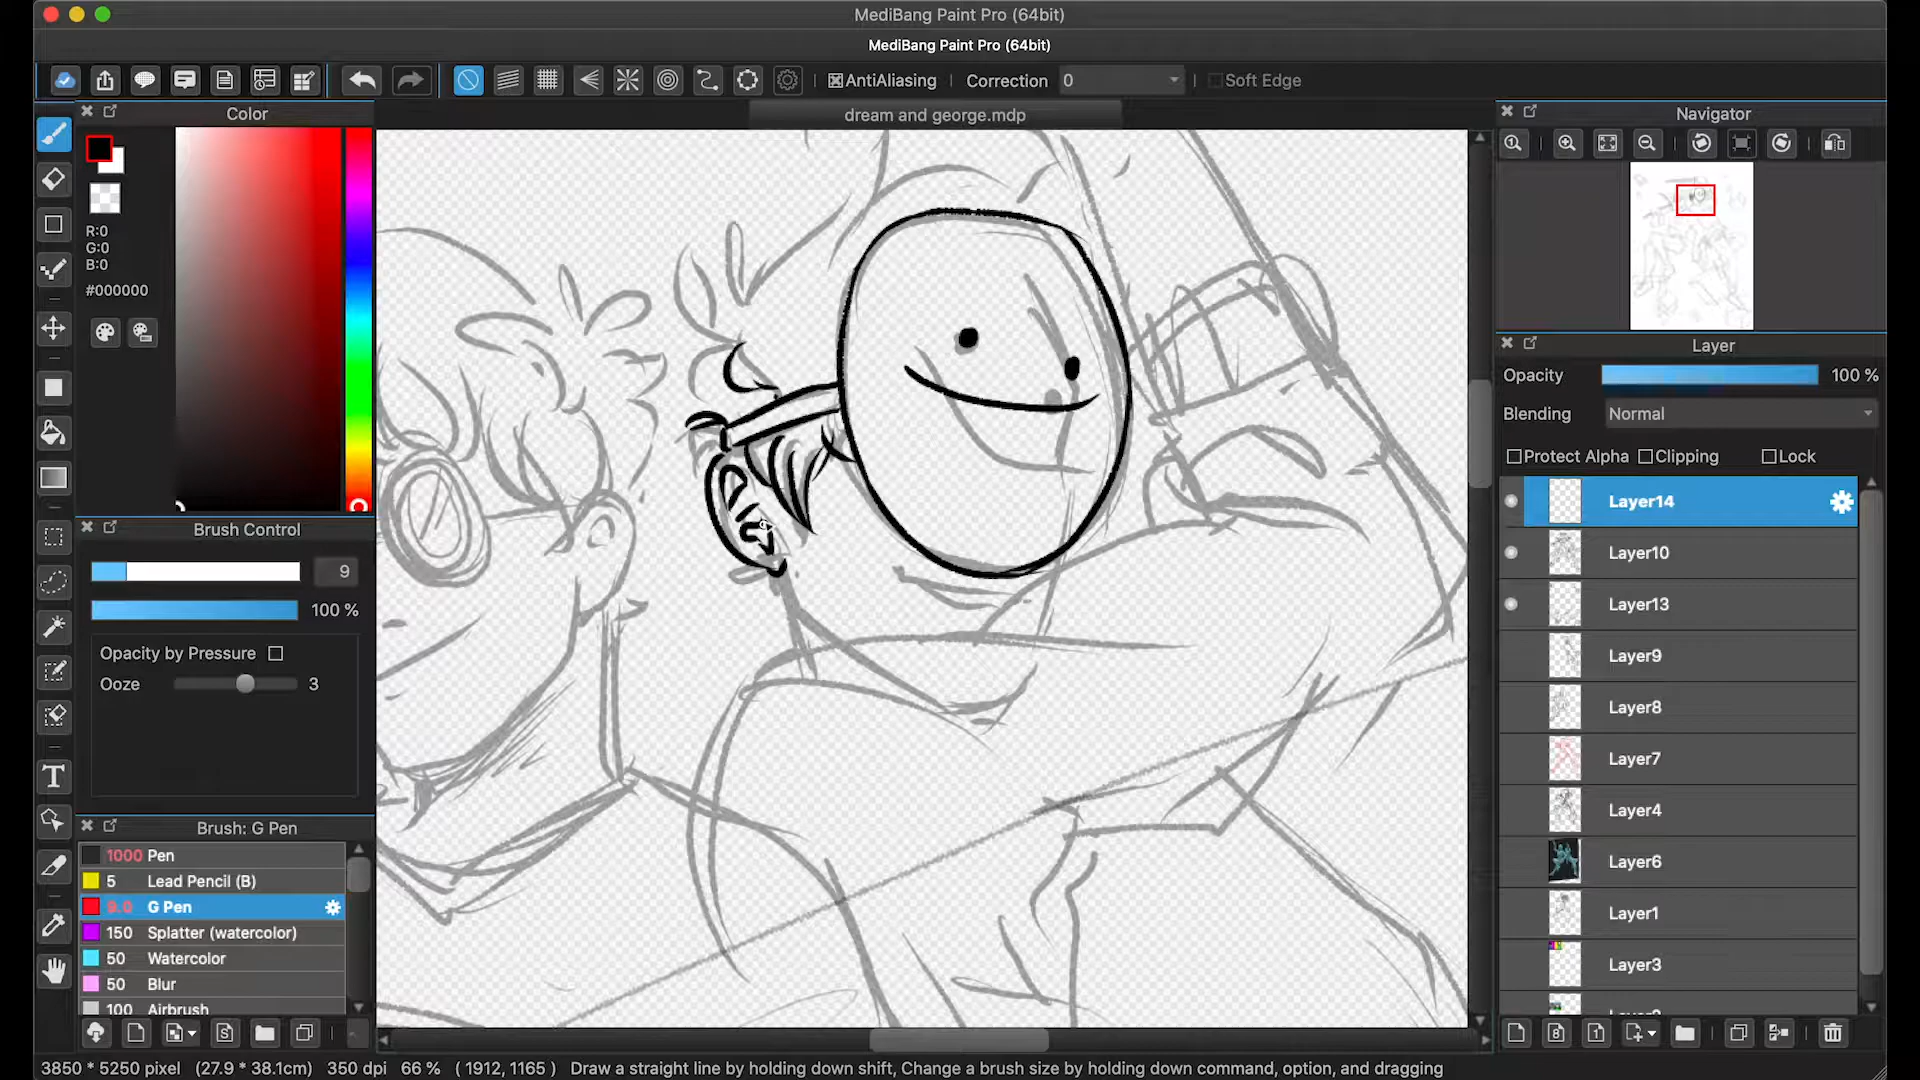 MediBang Paint Pro (64bit)
MediBang Paint Pro (64bit)
AntiAliasing
Correction 0
Soft Edge
dream and george.mdp
Color
R:0
G:0
B:0
#000000
Brush Control
9
100 %
Opacity by Pressure
Ooze 3
Brush: G Pen
1000 Pen
5 Lead Pencil (B)
9.0 G Pen
150 Splatter (watercolor)
50 Watercolor
50 Blur
100 Airbrush
Navigator
Layer
Opacity 100 %
Blending Normal
Protect Alpha Clipping Lock
Layer14
Layer10
Layer13
Layer9
Layer8
Layer7
Layer4
Layer6
Layer1
Layer3
3850 * 5250 pixel (27.9 * 38.1cm) 350 dpi 66 % ( 1912, 1165 ) Draw a straight line by holding down shift, Change a brush size by holding down command, option, and dragging